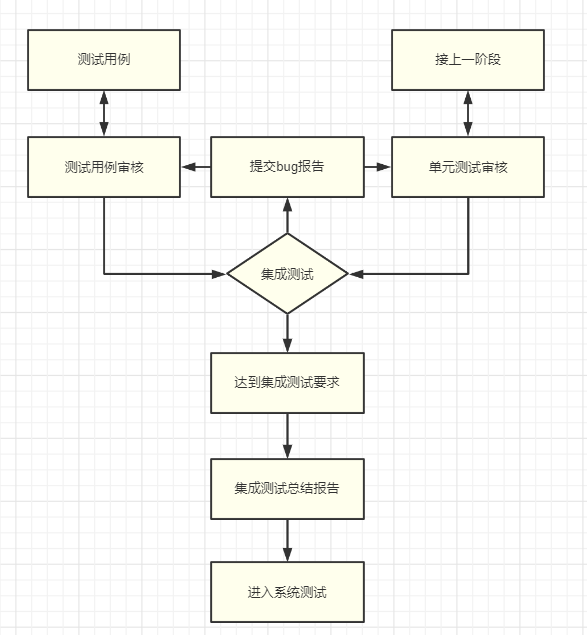 测试用例
接上一阶段
测试用例审核
提交bug报告
单元测试审核
集成测试
达到集成测试要求
集成测试总结报告
进入系统测试